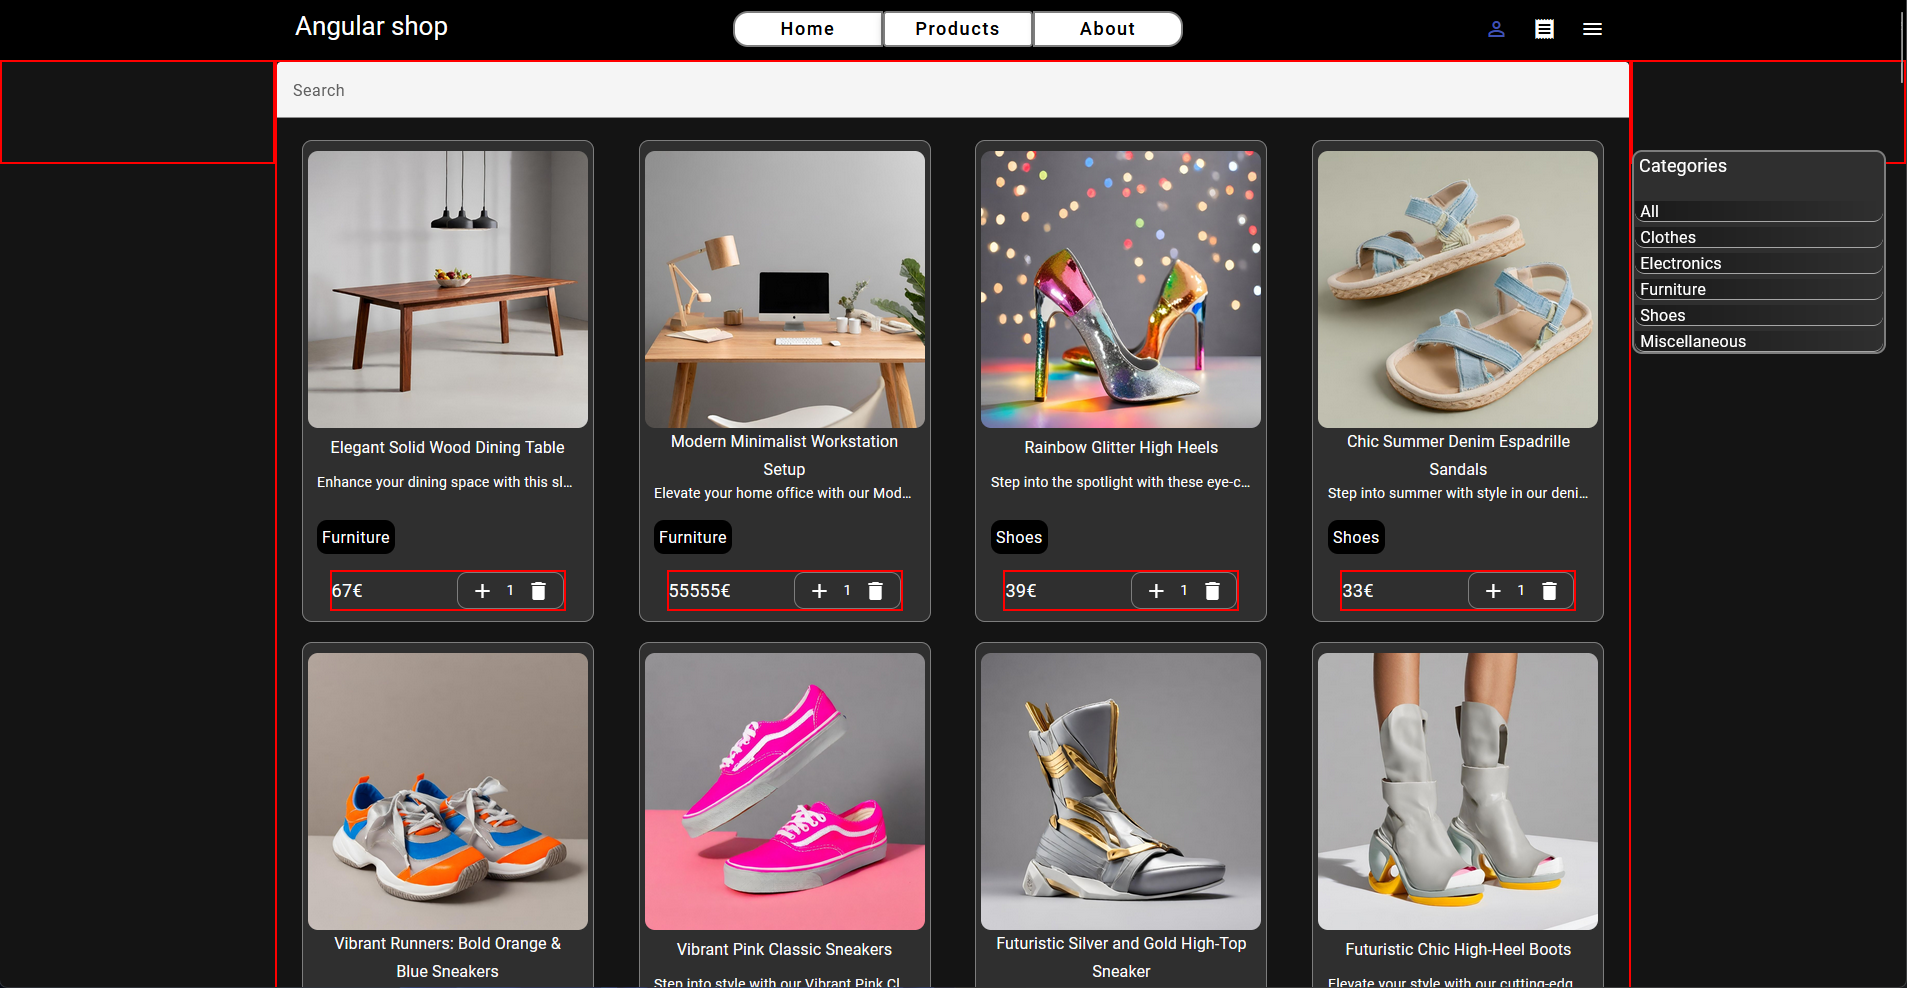 Angular shop
Home
Products
About
Search
Categories
All
Clothes
Electronics
Furniture
Shoes
Miscellaneous
Elegant Solid Wood Dining Table
Enhance your dining space with this sl...
Furniture
67€
1
Modern Minimalist Workstation
Setup
Elevate your home office with our Mod...
Furniture
55555€
1
Rainbow Glitter High Heels
Step into the spotlight with these eye-c...
Shoes
39€
1
Chic Summer Denim Espadrille
Sandals
Step into summer with style in our deni...
Shoes
33€
1
Vibrant Runners: Bold Orange &
Blue Sneakers
Vibrant Pink Classic Sneakers
Step into style with our Vibrant Pink Cl...
Futuristic Silver and Gold High-Top
Sneaker
Futuristic Chic High-Heel Boots
Elevate your style with our cutting-edg...